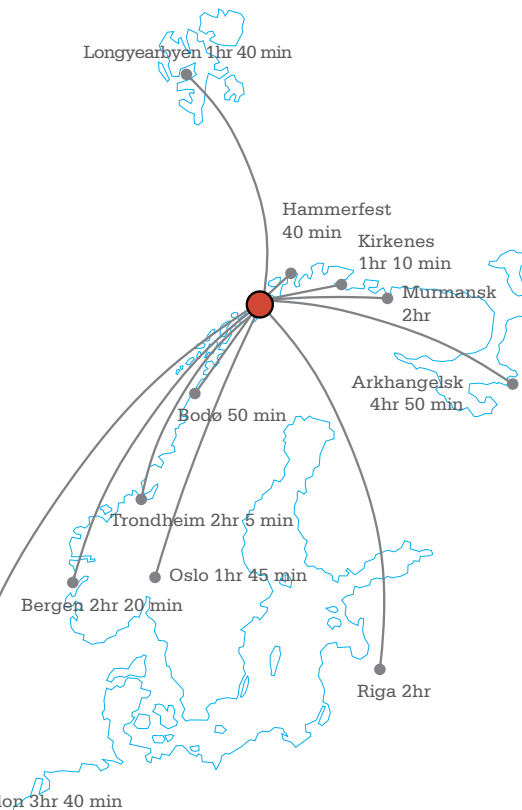 Longyearbyen 1hr 40 min
Hammerfest
40 min
Kirkenes
1hr 10 min
Murmansk
2hr
Arkhangelsk
4hr 50 min
Bodø 50 min
Trondheim 2hr 5 min
Oslo 1hr 45 min
Bergen 2hr 20 min
Riga 2hr
3hr 40 min